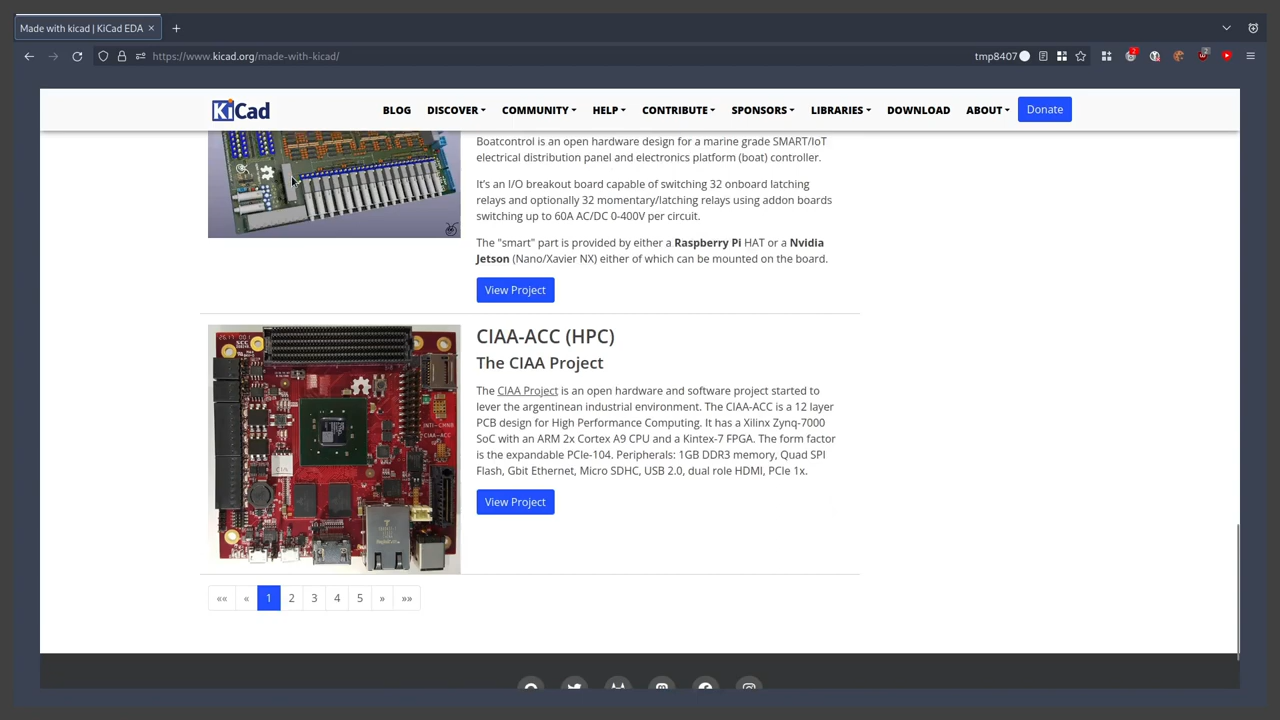 Made with kicad | KiCad EDA
https://www.kicad.org/made-with-kicad/
tmp8407
2
2
KiCad
BLOG
DISCOVER
COMMUNITY
HELP
CONTRIBUTE
SPONSORS
LIBRARIES
DOWNLOAD
ABOUT
Donate
Boatcontrol is an open hardware design for a marine grade SMART/IoT
electrical distribution panel and electronics platform (boat) controller.
It’s an I/O breakout board capable of switching 32 onboard latching
relays and optionally 32 momentary/latching relays using addon boards
switching up to 60A AC/DC 0-400V per circuit.
The "smart" part is provided by either a Raspberry Pi HAT or a Nvidia
Jetson (Nano/Xavier NX) either of which can be mounted on the board.
View Project
CIAA-ACC (HPC)
The CIAA Project
The CIAA Project is an open hardware and software project started to
lever the argentinean industrial environment. The CIAA-ACC is a 12 layer
PCB design for High Performance Computing. It has a Xilinx Zynq-7000
SoC with an ARM 2x Cortex A9 CPU and a Kintex-7 FPGA. The form factor
is the expandable PCIe-104. Peripherals: 1GB DDR3 memory, Quad SPI
Flash, Gbit Ethernet, Micro SDHC, USB 2.0, dual role HDMI, PCIe 1x.
View Project
INTI-CMNB
CIAA-ACC
«« « 1 2 3 4 5 » »»